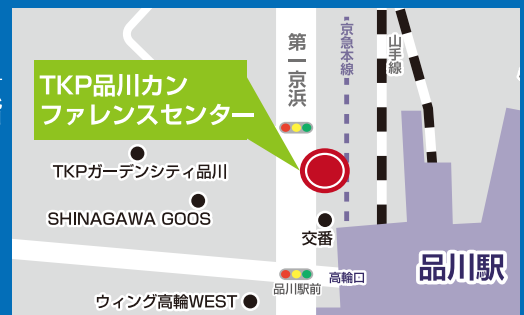 TKP品川カン
ファレンスセンター
第一京浜
京急本線
山手線
TKPガーデンシティ品川
SHINAGAWA GOOS
交番
品川駅
高輪口
品川駅前
ウィング高輪WEST